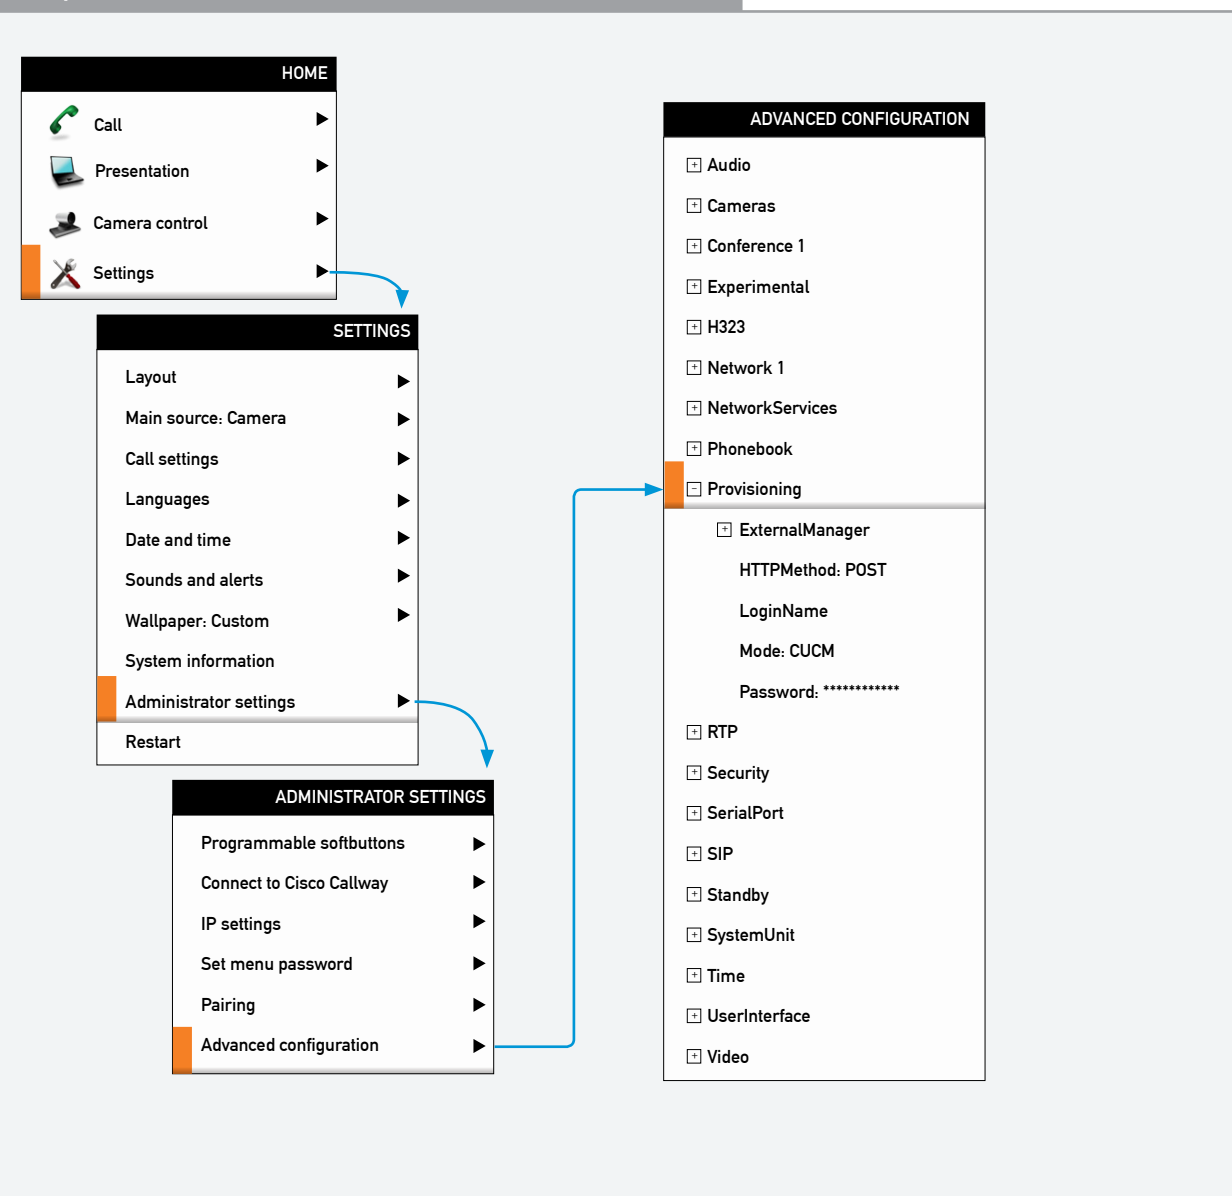 HOME
Call
Presentation
Camera control
Settings
SETTINGS
Layout
Main source: Camera
Call settings
Languages
Date and time
Sounds and alerts
Wallpaper: Custom
System information
Administrator settings
Restart
ADMINISTRATOR SETTINGS
Programmable softbuttons
Connect to Cisco Callway
IP settings
Set menu password
Pairing
Advanced configuration
ADVANCED CONFIGURATION
Audio
Cameras
Conference 1
Experimental
H323
Network 1
NetworkServices
Phonebook
Provisioning
ExternalManager
HTTPMethod: POST
LoginName
Mode: CUCM
Password: ************
RTP
Security
SerialPort
SIP
Standby
SystemUnit
Time
UserInterface
Video